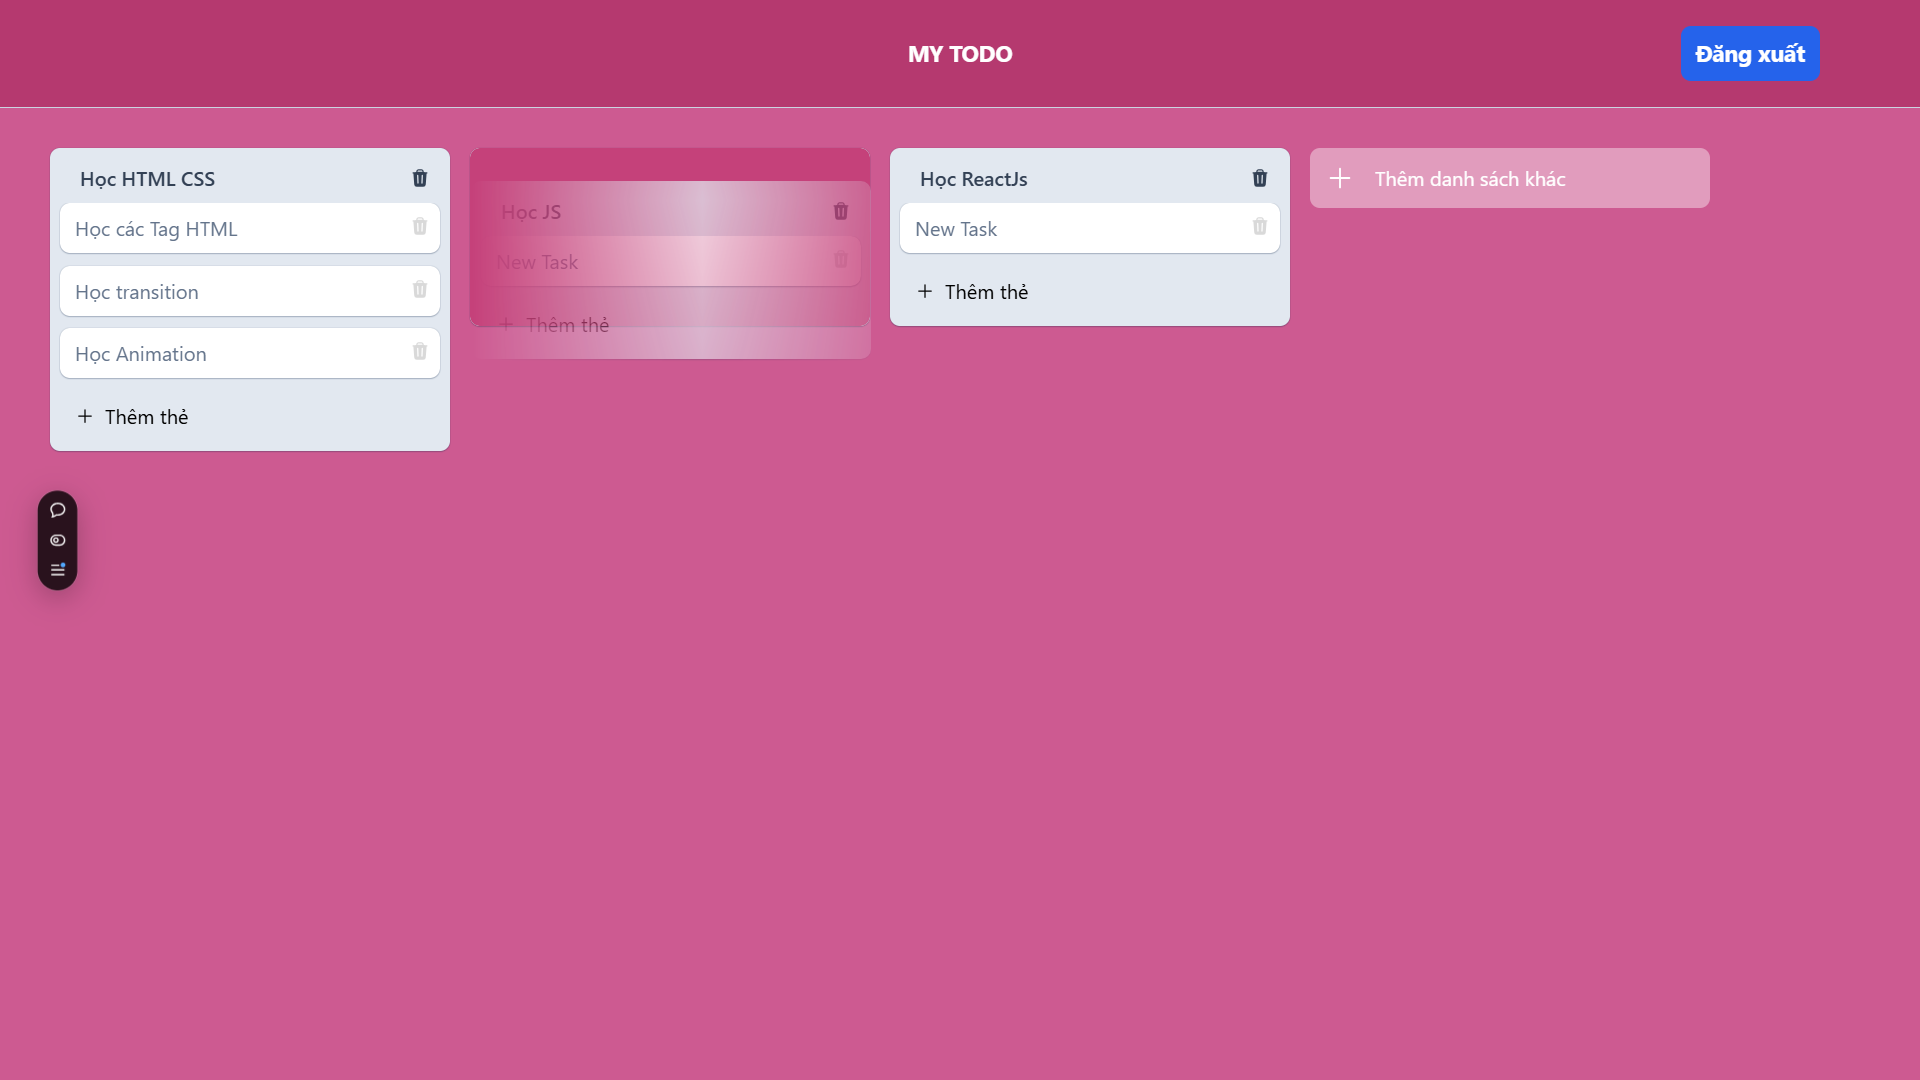 MY TODO
Đăng xuất
Học HTML CSS
Học các Tag HTML
Học transition
Học Animation
Thêm thẻ
Học JS
New Task
Thêm thẻ
Học ReactJs
New Task
Thêm thẻ
Thêm danh sách khác